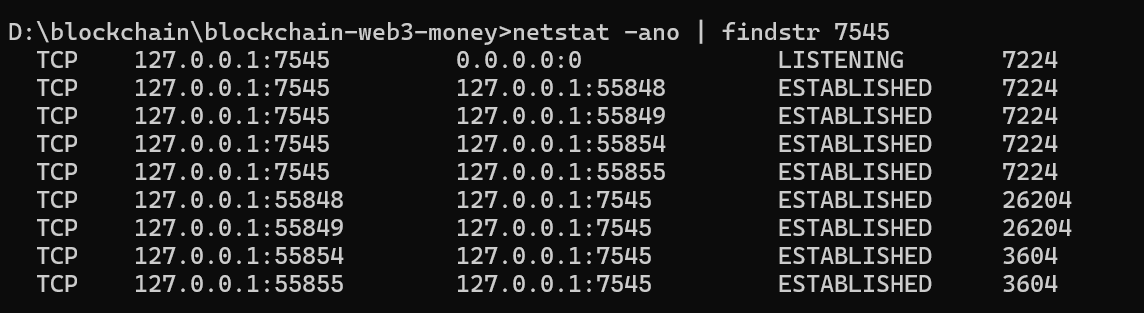 D:\blockchain\blockchain-web3-money>netstat -ano | findstr 7545
  TCP    127.0.0.1:7545         0.0.0.0:0              LISTENING       7224
  TCP    127.0.0.1:7545         127.0.0.1:55848        ESTABLISHED     7224
  TCP    127.0.0.1:7545         127.0.0.1:55849        ESTABLISHED     7224
  TCP    127.0.0.1:7545         127.0.0.1:55854        ESTABLISHED     7224
  TCP    127.0.0.1:7545         127.0.0.1:55855        ESTABLISHED     7224
  TCP    127.0.0.1:55848        127.0.0.1:7545         ESTABLISHED     26204
  TCP    127.0.0.1:55849        127.0.0.1:7545         ESTABLISHED     26204
  TCP    127.0.0.1:55854        127.0.0.1:7545         ESTABLISHED     3604
  TCP    127.0.0.1:55855        127.0.0.1:7545         ESTABLISHED     3604